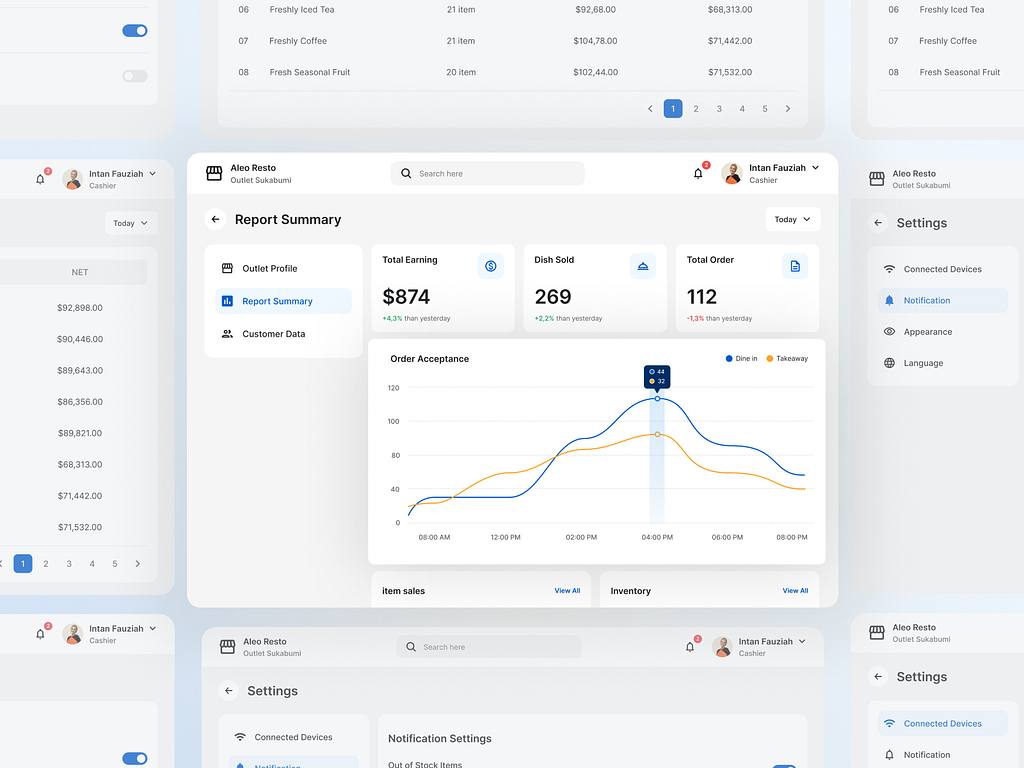 06 Freshly Iced Tea 21 item $92,68.00 $68,313.00
07 Freshly Coffee 21 item $104,78.00 $71,442.00
08 Fresh Seasonal Fruit 20 item $102,44.00 $71,532.00
1 2 3 4 5
06 Freshly Iced Tea
07 Freshly Coffee
08 Fresh Seasonal Fruit
2
Intan Fauziah
Cashier
Today
NET
$92,898.00
$90,446.00
$89,643.00
$86,356.00
$89,821.00
$68,313.00
$71,442.00
$71,532.00
1 2 3 4 5
Aleo Resto
Outlet Sukabumi
Search here
2
Intan Fauziah
Cashier
Report Summary
Today
Outlet Profile
Report Summary
Customer Data
Total Earning
$874
+4,3% than yesterday
Dish Sold
269
+2,2% than yesterday
Total Order
112
-1,3% than yesterday
Order Acceptance
Dine in Takeaway
44
32
120
100
80
40
0
08:00 AM 12:00 PM 02:00 PM 04:00 PM 06:00 PM 08:00 PM
item sales View All
Inventory View All
Aleo Resto
Outlet Sukabumi
Settings
Connected Devices
Notification
Appearance
Language
2
Intan Fauziah
Cashier
Aleo Resto
Outlet Sukabumi
Search here
2
Intan Fauziah
Cashier
Settings
Connected Devices
Notification
Notification Settings
Out of Stock Items
Aleo Resto
Outlet Sukabumi
Settings
Connected Devices
Notification